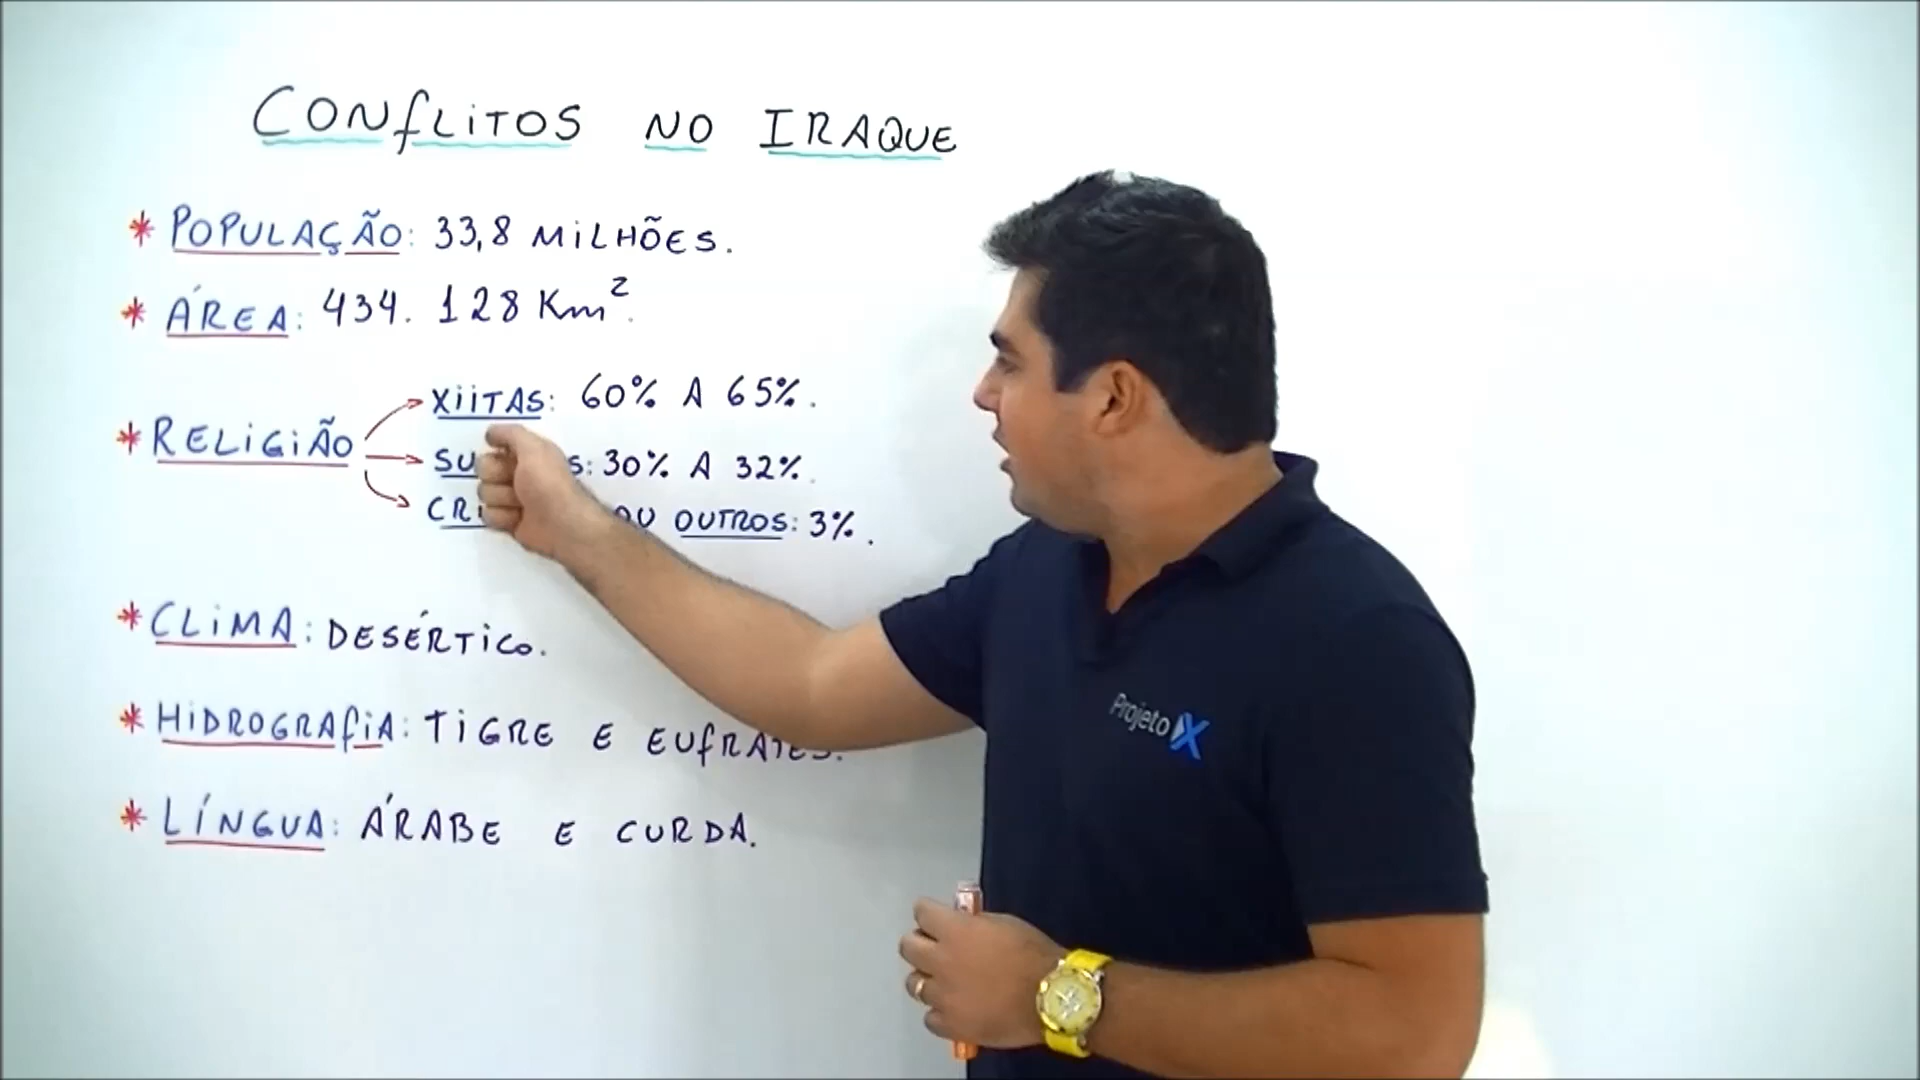 CONFLITOS NO IRAQUE
* POPULAÇÃO: 33,8 MILHÕES.
* ÁREA: 434. 128 Km².
* RELIGIÃO
XIITAS: 60% A 65%.
30% A 32%.
OU OUTROS: 3%.
* CLIMA: DESÉRTICO.
* HIDROGRAFIA: TIGRE E EUFRATES.
* LÍNGUA: ÁRABE E CURDA.
Projeto X